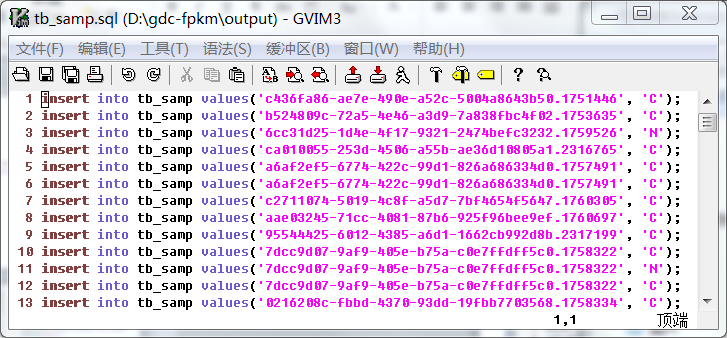 tb_samp.sql (D:\gdc-fpkm\output) - GVIM3
文件(F) 编辑(E) 工具(T) 语法(S) 缓冲区(B) 窗口(W) 帮助(H)
1 insert into tb_samp values('c436fa86-ae7e-490e-a52c-5004a8643b50.1751446', 'C');
2 insert into tb_samp values('b524809c-72a5-4e46-a3d9-7a838fbc4f02.1753635', 'C');
3 insert into tb_samp values('6cc31d25-1d4e-4f17-9321-2474befc3232.1759526', 'N');
4 insert into tb_samp values('ca010055-253d-4506-a55b-ae36d10805a1.2316765', 'C');
5 insert into tb_samp values('a6af2ef5-6774-422c-99d1-826a686334d0.1757491', 'C');
6 insert into tb_samp values('a6af2ef5-6774-422c-99d1-826a686334d0.1757491', 'C');
7 insert into tb_samp values('c2711074-5019-4c8f-a5d7-7bf4654f5647.1760305', 'C');
8 insert into tb_samp values('aae03245-71cc-4081-87b6-925f96bee9ef.1760697', 'C');
9 insert into tb_samp values('95544425-6012-4385-a6d1-1662cb992d8b.2317199', 'C');
10 insert into tb_samp values('7dcc9d07-9af9-405e-b75a-c0e7ffdff5c0.1758322', 'C');
11 insert into tb_samp values('7dcc9d07-9af9-405e-b75a-c0e7ffdff5c0.1758322', 'N');
12 insert into tb_samp values('7dcc9d07-9af9-405e-b75a-c0e7ffdff5c0.1758322', 'C');
13 insert into tb_samp values('0216208c-fbbd-4370-93dd-19fbb7703568.1758334', 'C');
1,1 顶端